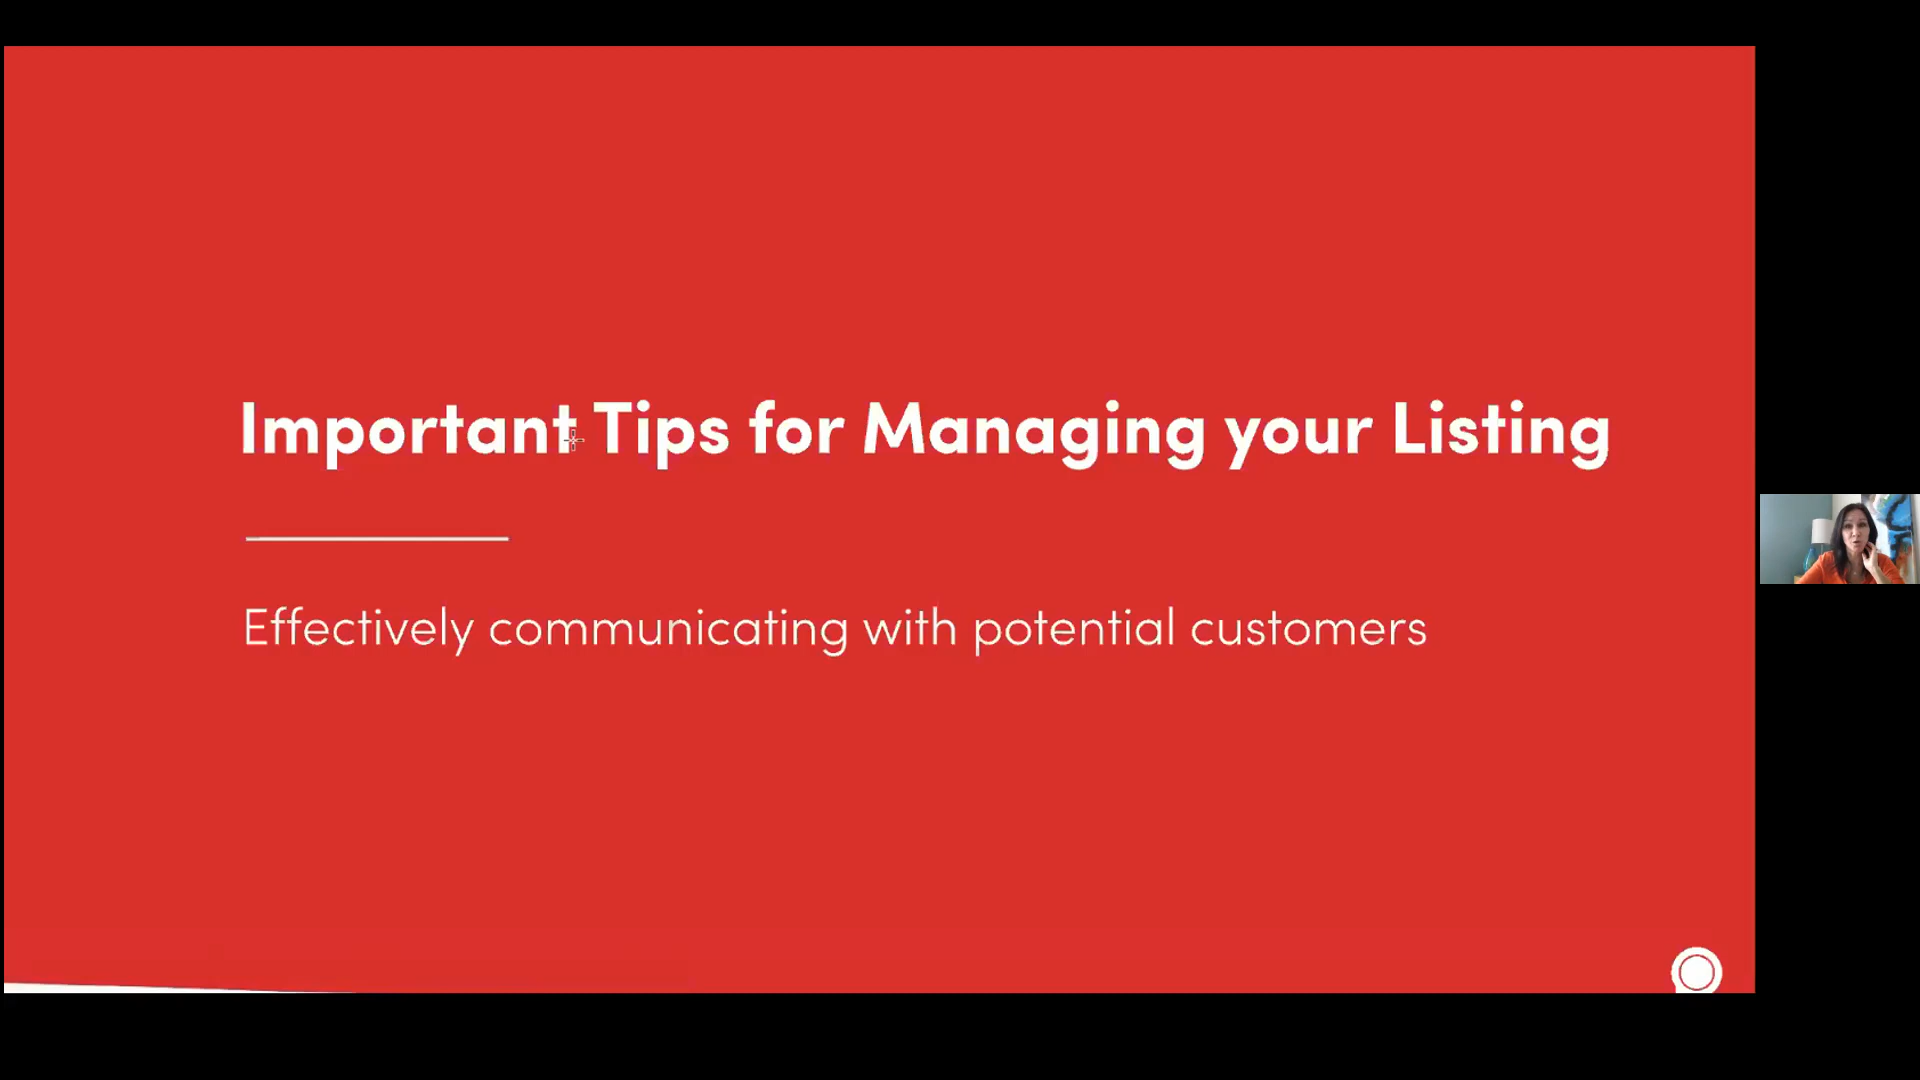 Important Tips for Managing your Listing
Effectively communicating with potential customers